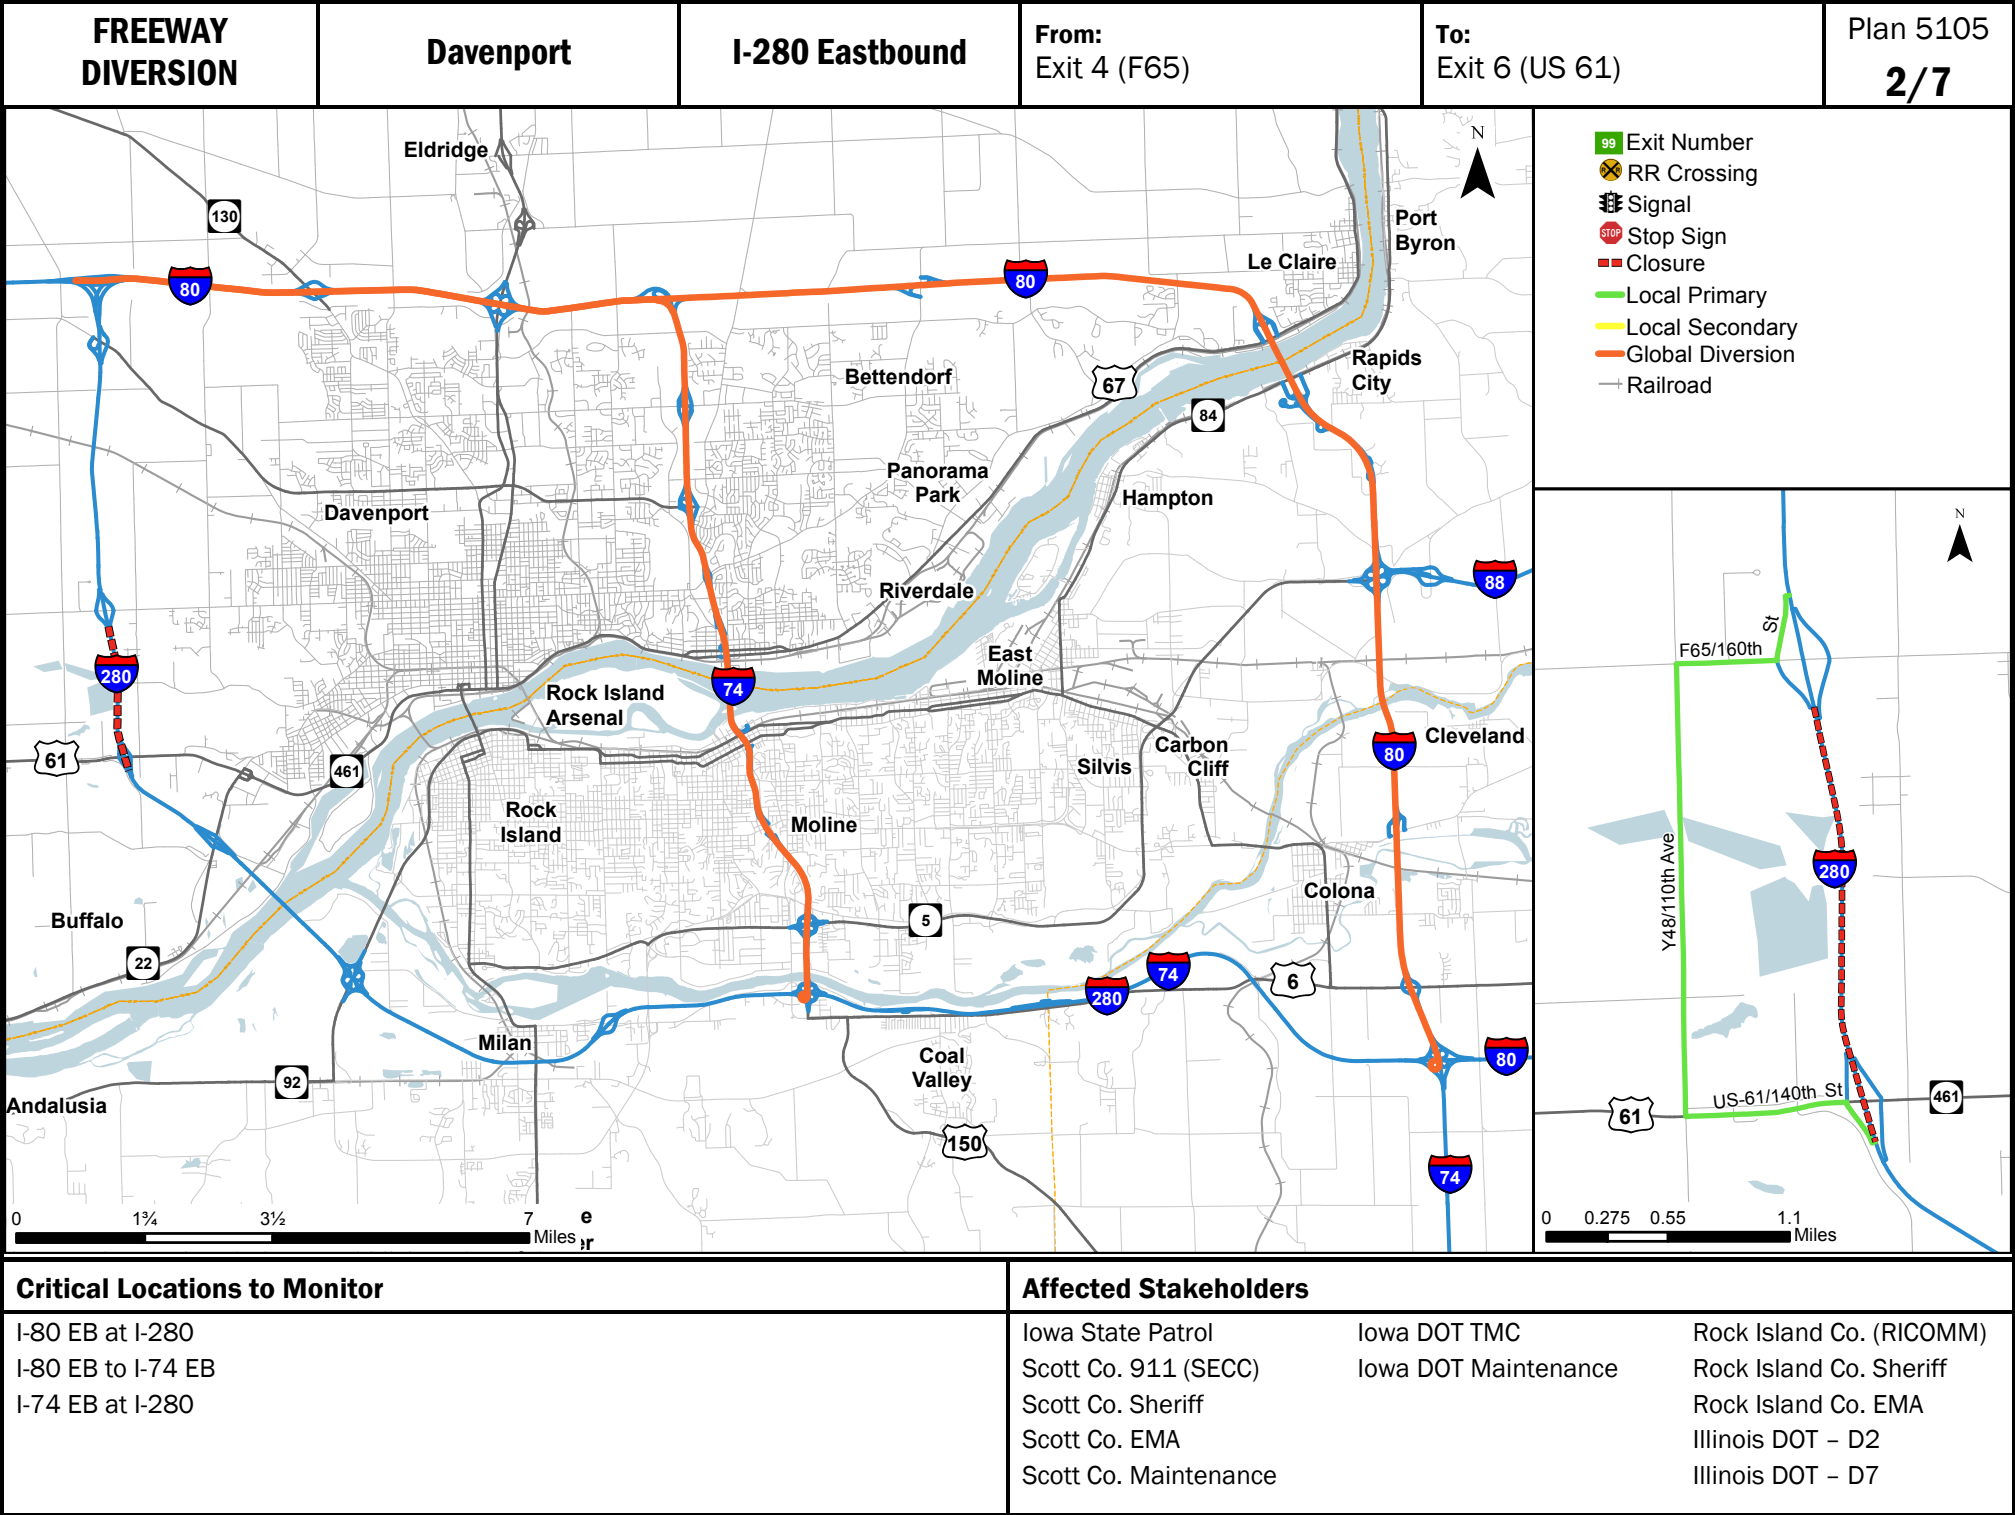 FREEWAY
DIVERSION
Davenport
I-280 Eastbound
From:
Exit 4 (F65)
To:
Exit 6 (US 61)
Plan 5105
2/7
Eldridge
130
80
80
N
Port
Byron
Le Claire
Rapids
City
67
84
Bettendorf
Panorama
Park
Hampton
Davenport
88
Riverdale
East
Moline
280
74
Rock Island
Arsenal
61
461
Carbon
Cliff
Silvis
80
Cleveland
Rock
Island
Moline
Colona
Buffalo
22
5
74
280
6
Milan
Coal
Valley
80
92
Andalusia
150
74
0
1¾
3½
7
Miles
e
er
99
Exit Number
RR Crossing
Signal
STOP
Stop Sign
Closure
Local Primary
Local Secondary
Global Diversion
Railroad
N
F65/160th
St
Y48/110th Ave
280
US-61/140th St
61
461
0
0.275
0.55
1.1
Miles
Critical Locations to Monitor
I-80 EB at I-280
I-80 EB to I-74 EB
I-74 EB at I-280
Affected Stakeholders
Iowa State Patrol
Scott Co. 911 (SECC)
Scott Co. Sheriff
Scott Co. EMA
Scott Co. Maintenance
Iowa DOT TMC
Iowa DOT Maintenance
Rock Island Co. (RICOMM)
Rock Island Co. Sheriff
Rock Island Co. EMA
Illinois DOT – D2
Illinois DOT – D7